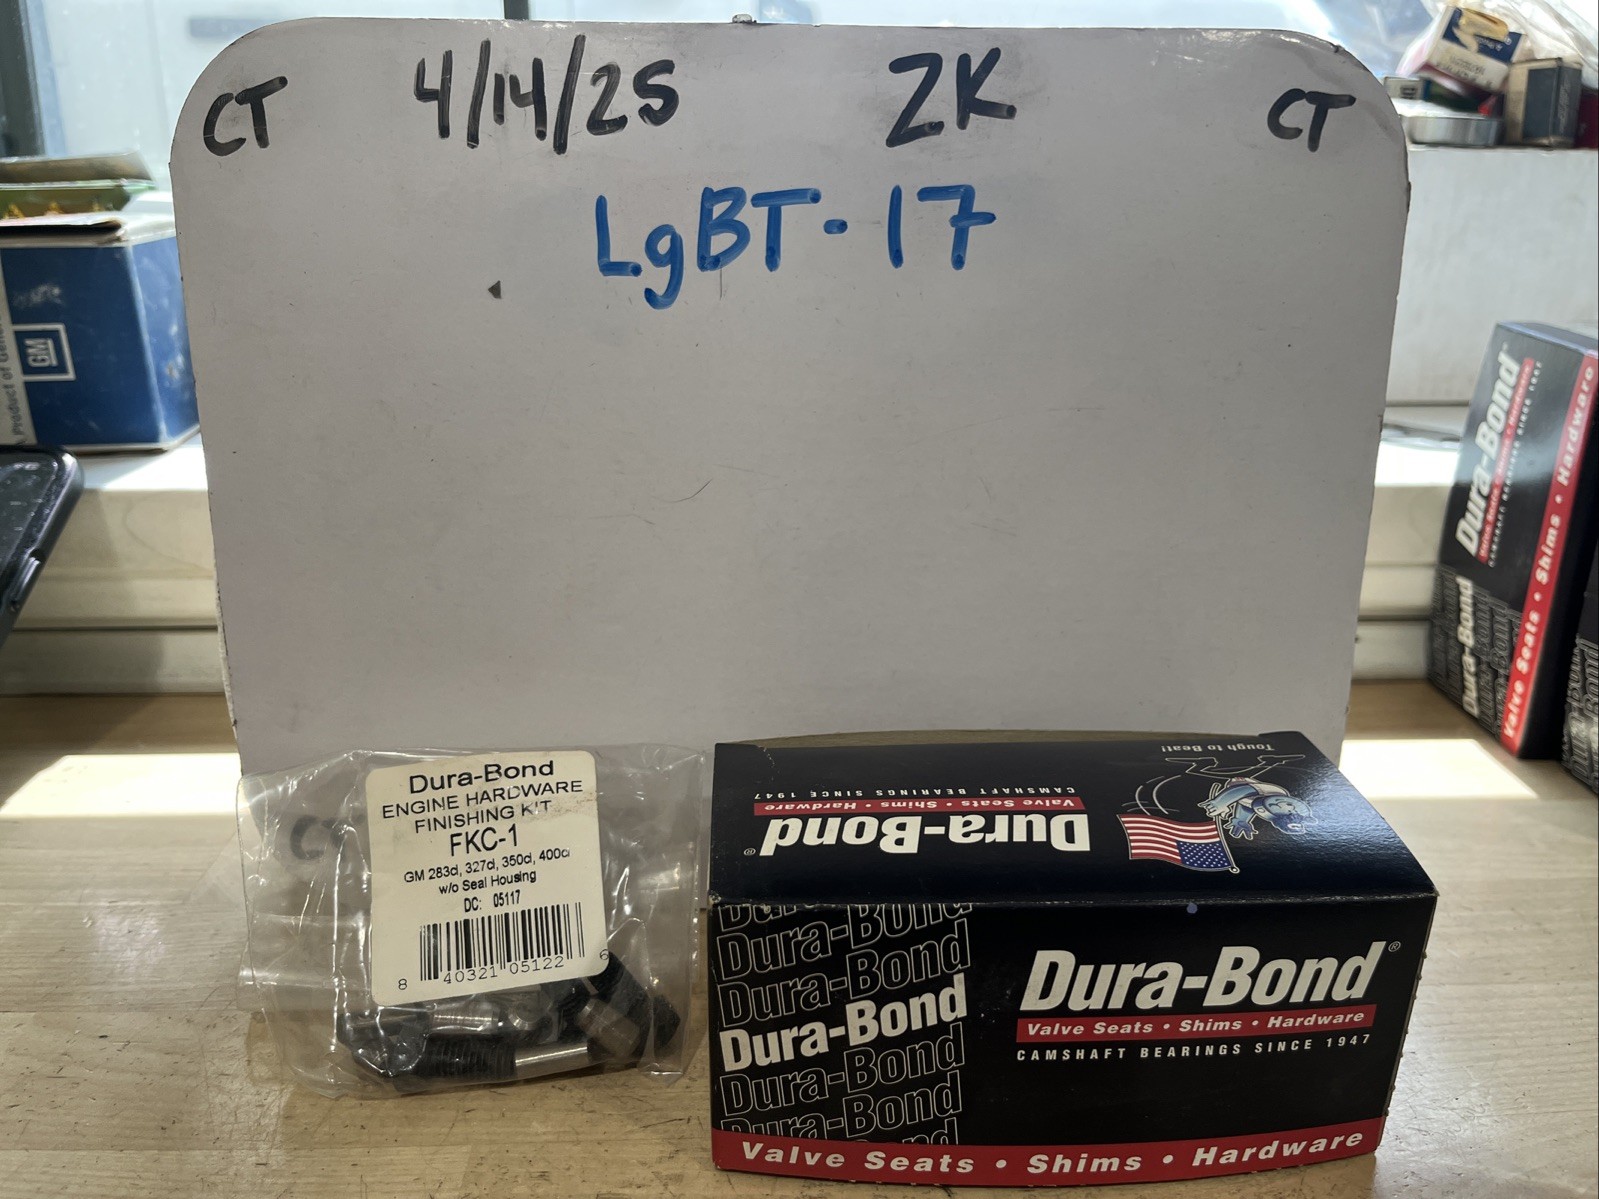 CT 4/14/25 ZK CT
LgBT-17
GM
Dura-Bond
ENGINE HARDWARE
FINISHING KIT
FKC-1
GM 283ci, 327ci, 350ci, 400ci
w/o Seal Housing
DC: 05117
8 40321 05122 6
Tough to Beat!
CAMSHAFT BEARINGS SINCE 1947
Valve Seats • Shims • Hardware
Dura-Bond®
Dura-Bond
Dura-Bond
Dura-Bond
Dura-Bond
Dura-Bond
Dura-Bond
Dura-Bond®
Valve Seats • Shims • Hardware
CAMSHAFT BEARINGS SINCE 1947
Valve Seats • Shims • Hardware
Dura-Bond
CAMSHAFT BEARINGS SINCE 1947
Dura-Bond
Valve Seats • Shims • Hardware